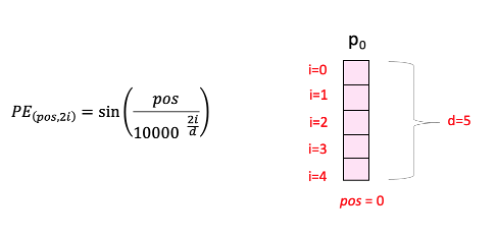 PE(pos,2i) = sin(pos / 10000^(2i/d))
p0
i=0
i=1
i=2
i=3
i=4
d=5
pos = 0